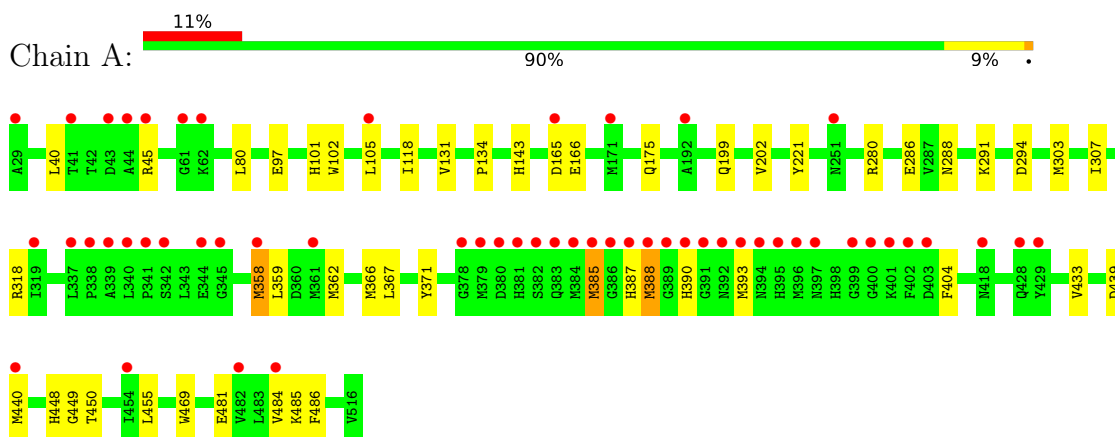 11%
Chain A:
90% 9% •
A29 L40 T41 T42 D43 A44 R45 G61 K62 L80 E97 H101 W102 L105 I118 V131 P134 H143 D165 E166 M171 Q175 A192 Q199 V202 Y221 N251 R280 E286 V287 N288 K291 D294 M303 I307
R318 I319 L337 P338 A339 L340 P341 S342 L343 E344 G345 M358 L359 D360 M361 M362 M366 L367 Y371 G378 M379 D380 H381 S382 Q383 M384 M385 G386 H387 M388 G389 H390 G391 N392 M393 N394 H395 M396 N397 H398 G399 G400 K401 F402 D403 F404 N418 Q428 Y429 V433
M440 H448 G449 T450 I454 L455 W469 E481 V482 L483 V484 K485 F486 V516